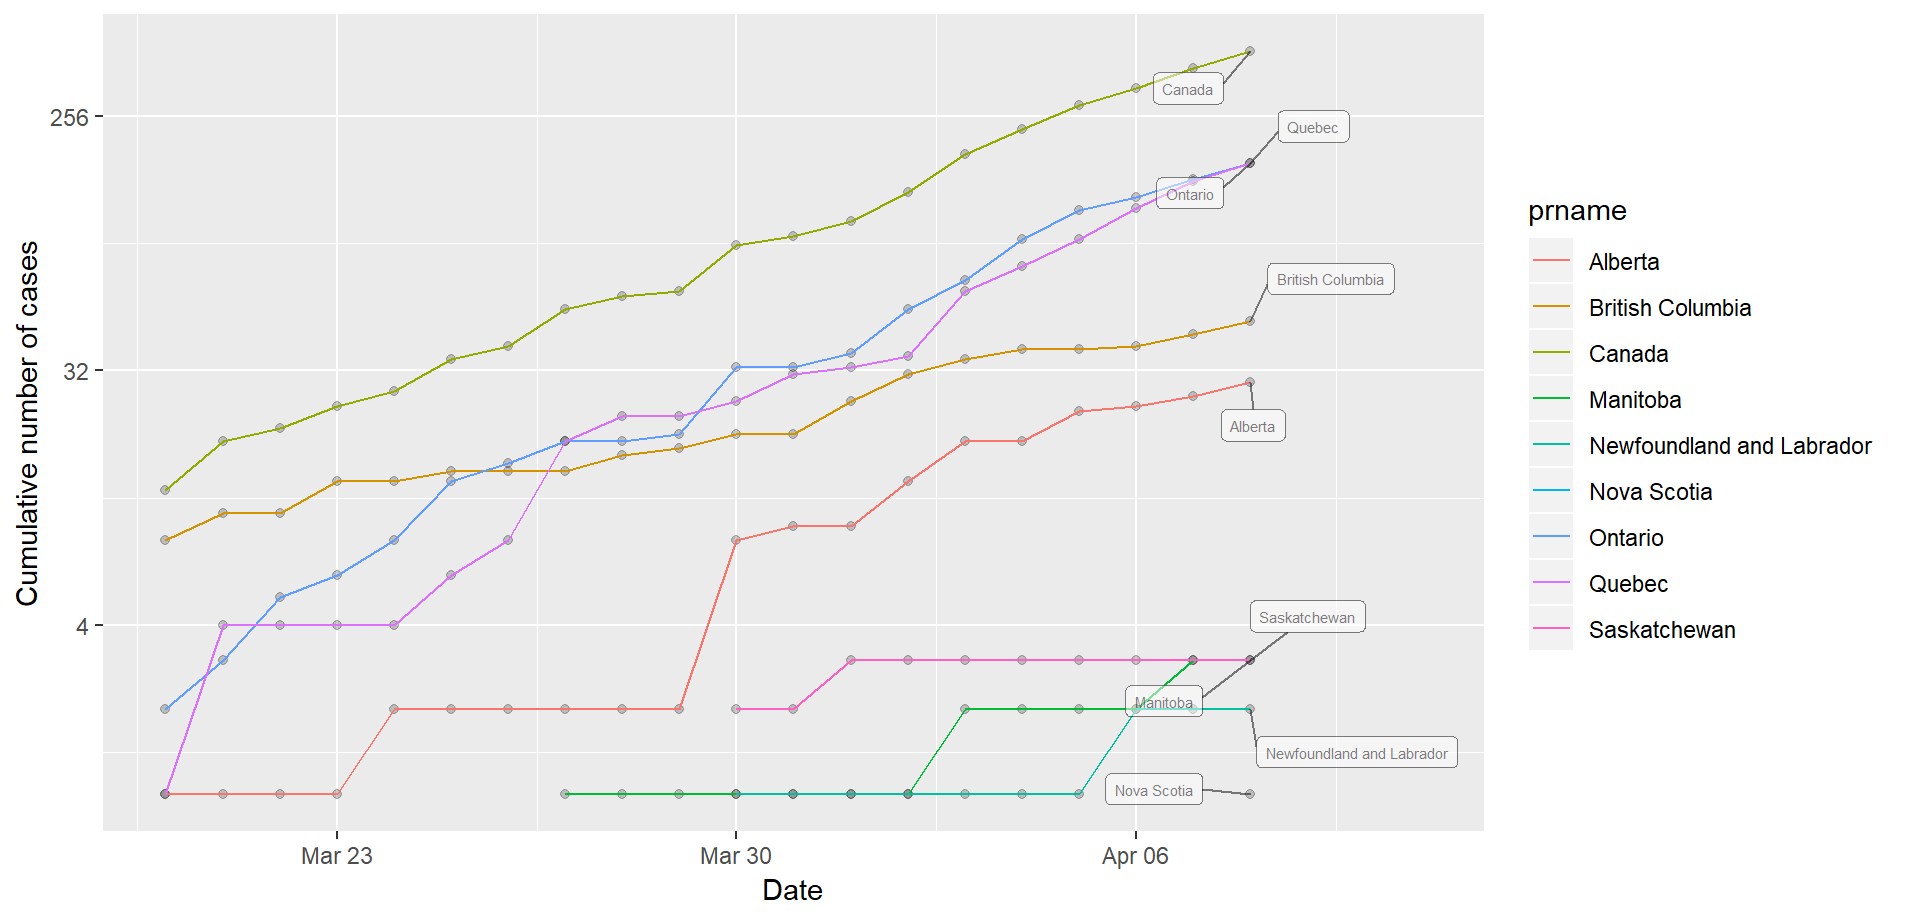 Cumulative number of cases
256
32
4
Mar 23
Mar 30
Apr 06
Date
Canada
Quebec
Ontario
British Columbia
Alberta
Saskatchewan
Manitoba
Newfoundland and Labrador
Nova Scotia
prname
Alberta
British Columbia
Canada
Manitoba
Newfoundland and Labrador
Nova Scotia
Ontario
Quebec
Saskatchewan